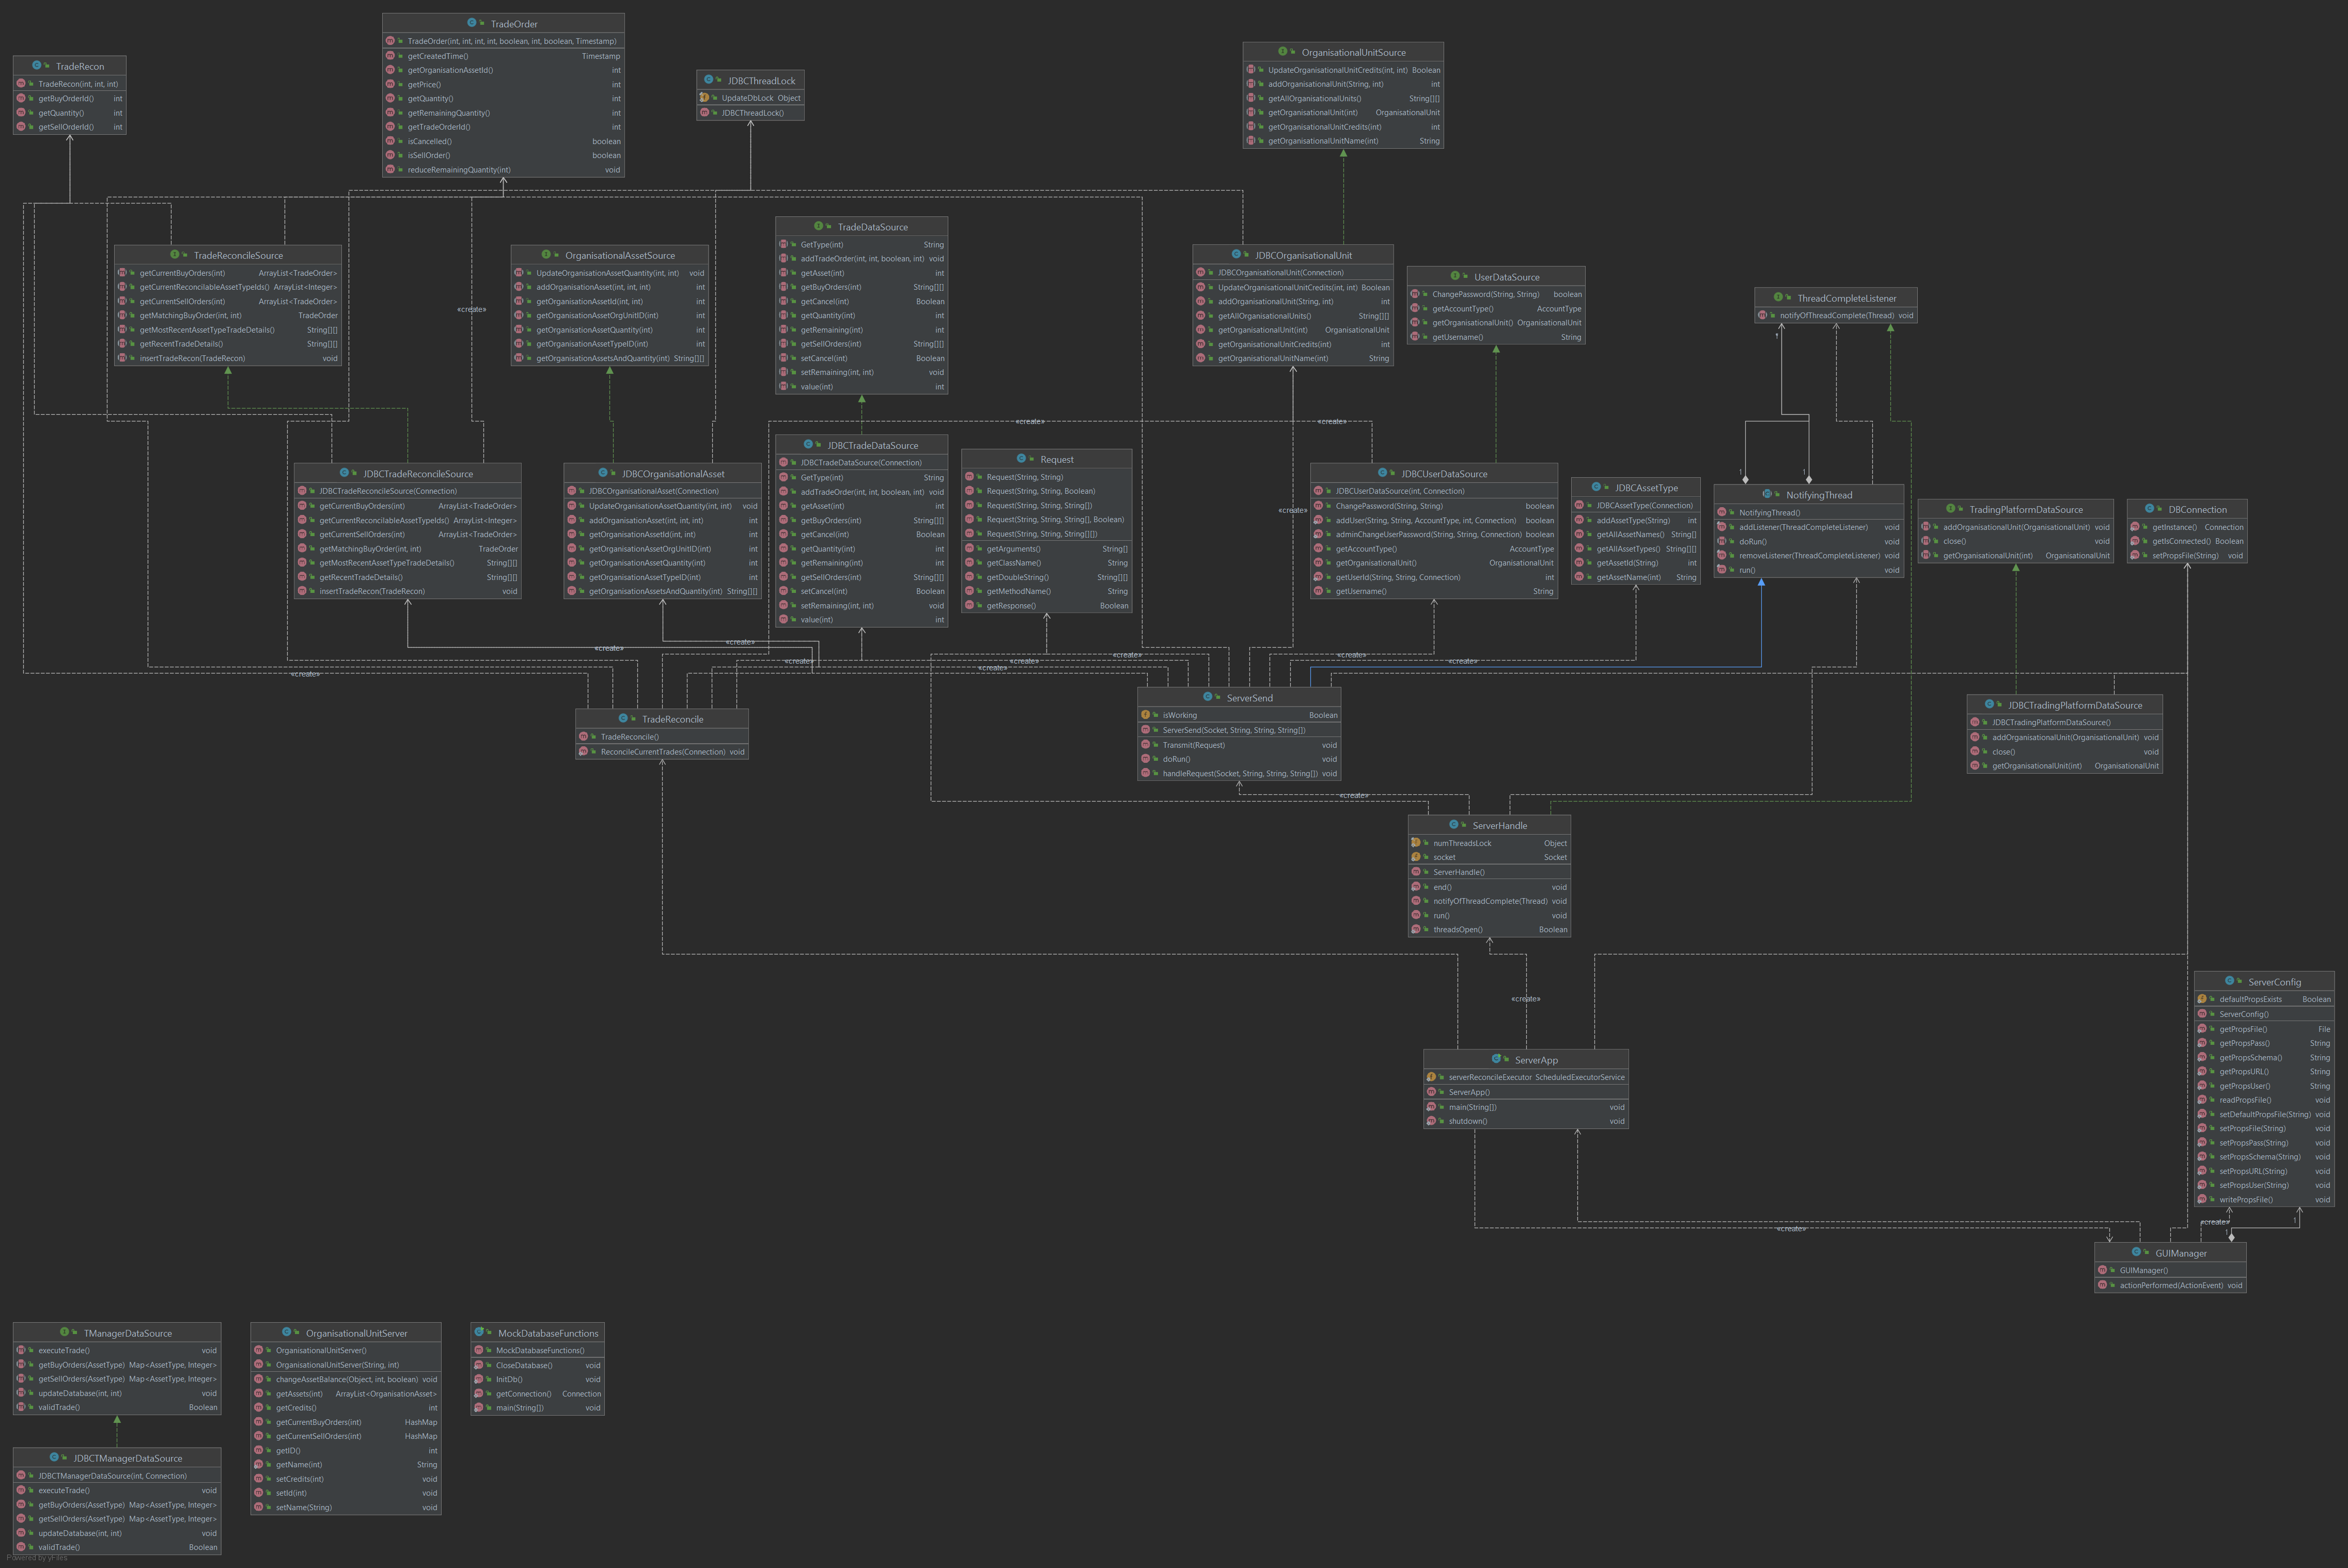 TradeOrder
TradeOrder(int, int, int, int, boolean, int, boolean, Timestamp)
getCreatedTime() Timestamp
getOrganisationAssetId() int
getPrice() int
getQuantity() int
getRemainingQuantity() int
getTradeOrderId() int
isCancelled() boolean
isSellOrder() boolean
reduceRemainingQuantity(int) void
TradeRecon
TradeRecon(int, int, int)
getBuyOrderId() int
getQuantity() int
getSellOrderId() int
JDBCThreadLock
UpdateDbLock Object
JDBCThreadLock()
OrganisationalUnitSource
UpdateOrganisationalUnitCredits(int, int) Boolean
addOrganisationalUnit(String, int) int
getAllOrganisationalUnits() String[][]
getOrganisationalUnit(int) OrganisationalUnit
getOrganisationalUnitCredits(int) int
getOrganisationalUnitName(int) String
TradeReconcileSource
getCurrentBuyOrders(int) ArrayList<TradeOrder>
getCurrentReconcilableAssetTypeIds() ArrayList<Integer>
getCurrentSellOrders(int) ArrayList<TradeOrder>
getMatchingBuyOrder(int, int) TradeOrder
getMostRecentAssetTypeTradeDetails() String[][]
getRecentTradeDetails() String[][]
insertTradeRecon(TradeRecon) void
«create»
OrganisationalAssetSource
UpdateOrganisationAssetQuantity(int, int) void
addOrganisationAsset(int, int, int) int
getOrganisationAssetId(int, int) int
getOrganisationAssetOrgUnitID(int) int
getOrganisationAssetQuantity(int) int
getOrganisationAssetTypeID(int) int
getOrganisationAssetsAndQuantity(int) String[][]
TradeDataSource
GetType(int) String
addTradeOrder(int, int, boolean, int) void
getAsset(int) int
getBuyOrders(int) String[][]
getCancel(int) Boolean
getQuantity(int) int
getRemaining(int) int
getSellOrders(int) String[][]
setCancel(int) Boolean
setRemaining(int, int) void
value(int) int
JDBCOrganisationalUnit
JDBCOrganisationalUnit(Connection)
UpdateOrganisationalUnitCredits(int, int) Boolean
addOrganisationalUnit(String, int) int
getAllOrganisationalUnits() String[][]
getOrganisationalUnit(int) OrganisationalUnit
getOrganisationalUnitCredits(int) int
getOrganisationalUnitName(int) String
UserDataSource
ChangePassword(String, String) boolean
getAccountType() AccountType
getOrganisationalUnit() OrganisationalUnit
getUsername() String
ThreadCompleteListener
notifyOfThreadComplete(Thread) void
1
«create»
«create»
JDBCTradeReconcileSource
JDBCTradeReconcileSource(Connection)
getCurrentBuyOrders(int) ArrayList<TradeOrder>
getCurrentReconcilableAssetTypeIds() ArrayList<Integer>
getCurrentSellOrders(int) ArrayList<TradeOrder>
getMatchingBuyOrder(int, int) TradeOrder
getMostRecentAssetTypeTradeDetails() String[][]
getRecentTradeDetails() String[][]
insertTradeRecon(TradeRecon) void
JDBCOrganisationalAsset
JDBCOrganisationalAsset(Connection)
UpdateOrganisationAssetQuantity(int, int) void
addOrganisationAsset(int, int, int) int
getOrganisationAssetId(int, int) int
getOrganisationAssetOrgUnitID(int) int
getOrganisationAssetQuantity(int) int
getOrganisationAssetTypeID(int) int
getOrganisationAssetsAndQuantity(int) String[][]
JDBCTradeDataSource
JDBCTradeDataSource(Connection)
GetType(int) String
addTradeOrder(int, int, boolean, int) void
getAsset(int) int
getBuyOrders(int) String[][]
getCancel(int) Boolean
getQuantity(int) int
getRemaining(int) int
getSellOrders(int) String[][]
setCancel(int) Boolean
setRemaining(int, int) void
value(int) int
Request
Request(String, String)
Request(String, String, Boolean)
Request(String, String, String[])
Request(String, String, String[], Boolean)
Request(String, String, String[][])
getArguments() String[]
getClassName() String
getDoubleString() String[][]
getMethodName() String
getResponse() Boolean
«create»
JDBCUserDataSource
JDBCUserDataSource(int, Connection)
ChangePassword(String, String) boolean
addUser(String, String, AccountType, int, Connection) boolean
adminChangeUserPassword(String, String, Connection) boolean
getAccountType() AccountType
getOrganisationalUnit() OrganisationalUnit
getUserId(String, String, Connection) int
getUsername() String
JDBCAssetType
JDBCAssetType(Connection)
addAssetType(String) int
getAllAssetNames() String[]
getAllAssetTypes() String[][]
getAssetId(String) int
getAssetName(int) String
1
1
NotifyingThread
NotifyingThread()
addListener(ThreadCompleteListener) void
doRun() void
removeListener(ThreadCompleteListener) void
run() void
TradingPlatformDataSource
addOrganisationalUnit(OrganisationalUnit) void
close() void
getOrganisationalUnit(int) OrganisationalUnit
DBConnection
getInstance() Connection
getIsConnected() Boolean
setPropsFile(String) void
«create»
«create»
«create»
«create»
«create»
«create»
«create»
«create»
«create»
«create»
TradeReconcile
TradeReconcile()
ReconcileCurrentTrades(Connection) void
ServerSend
isWorking Boolean
ServerSend(Socket, String, String, String[])
Transmit(Request) void
doRun() void
handleRequest(Socket, String, String, String[]) void
JDBCTradingPlatformDataSource
JDBCTradingPlatformDataSource()
addOrganisationalUnit(OrganisationalUnit) void
close() void
getOrganisationalUnit(int) OrganisationalUnit
«create»
ServerHandle
numThreadsLock Object
socket Socket
ServerHandle()
end() void
notifyOfThreadComplete(Thread) void
run() void
threadsOpen() Boolean
«create»
ServerConfig
defaultPropsExists Boolean
ServerConfig()
getPropsFile() File
getPropsPass() String
getPropsSchema() String
getPropsURL() String
getPropsUser() String
readPropsFile() void
setDefaultPropsFile(String) void
setPropsFile(String) void
setPropsPass(String) void
setPropsSchema(String) void
setPropsURL(String) void
setPropsUser(String) void
writePropsFile() void
ServerApp
serverReconcileExecutor ScheduledExecutorService
ServerApp()
main(String[]) void
shutdown() void
«create»
«create»
1
1
GUIManager
GUIManager()
actionPerformed(ActionEvent) void
TManagerDataSource
executeTrade() void
getBuyOrders(AssetType) Map<AssetType, Integer>
getSellOrders(AssetType) Map<AssetType, Integer>
updateDatabase(int, int) void
validTrade() Boolean
OrganisationalUnitServer
OrganisationalUnitServer()
OrganisationalUnitServer(String, int)
changeAssetBalance(Object, int, boolean) void
getAssets(int) ArrayList<OrganisationAsset>
getCredits() int
getCurrentBuyOrders(int) HashMap
getCurrentSellOrders(int) HashMap
getID() int
getName(int) String
setCredits(int) void
setId(int) void
setName(String) void
MockDatabaseFunctions
MockDatabaseFunctions()
CloseDatabase() void
InitDb() void
getConnection() Connection
main(String[]) void
JDBCTManagerDataSource
JDBCTManagerDataSource(int, Connection)
executeTrade() void
getBuyOrders(AssetType) Map<AssetType, Integer>
getSellOrders(AssetType) Map<AssetType, Integer>
updateDatabase(int, int) void
validTrade() Boolean
Powered by yFiles